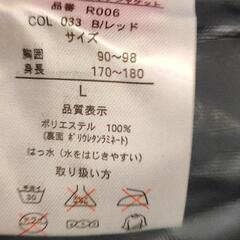 品番 R006
COL 033 B/レッド
サイズ
胸囲 90～98
身長 170～180
L
品質表示
ポリエステル 100%
(裏面 ポリウレタンラミネート)
はっ水 (水をはじきやすい)
取り扱い方
30